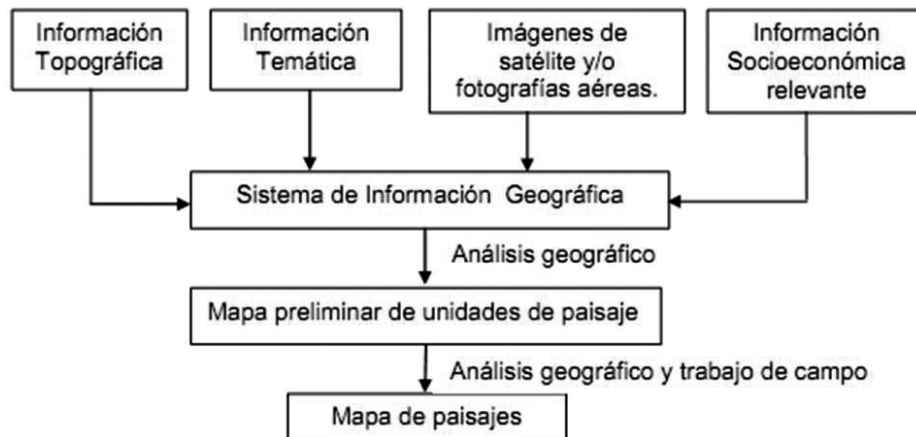 Información
Topográfica
Información
Temática
Imágenes de
satélite y/o
fotografías aéreas.
Información
Socioeconómica
relevante
Sistema de Información Geográfica
Análisis geográfico
Mapa preliminar de unidades de paisaje
Análisis geográfico y trabajo de campo
Mapa de paisajes